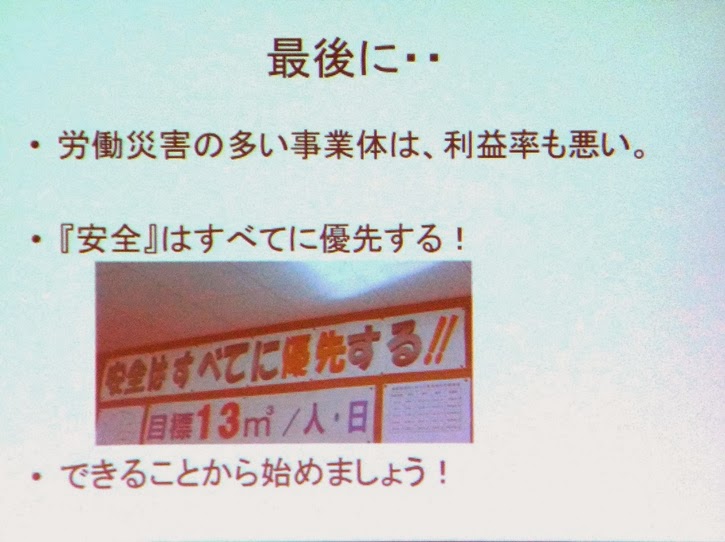 最後に・・
・労働災害の多い事業体は、利益率も悪い。
・『安全』はすべてに優先する！
安全はすべてに優先する!!
目標13㎥/人・日
・できることから始めましょう！